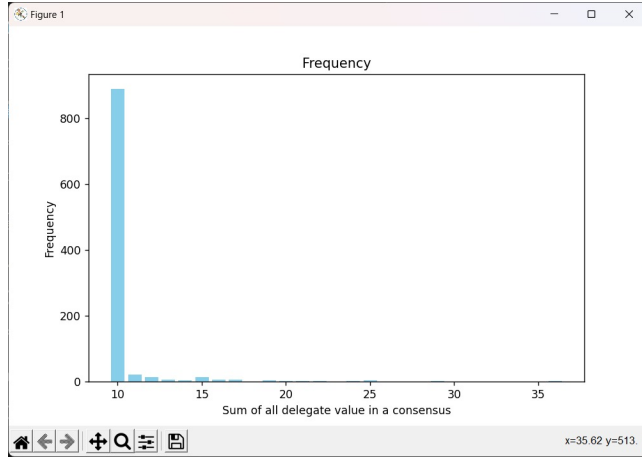 Figure 1
Frequency
800
600
400
200
0
Frequency
10 15 20 25 30 35
Sum of all delegate value in a consensus
x=35.62 y=513.